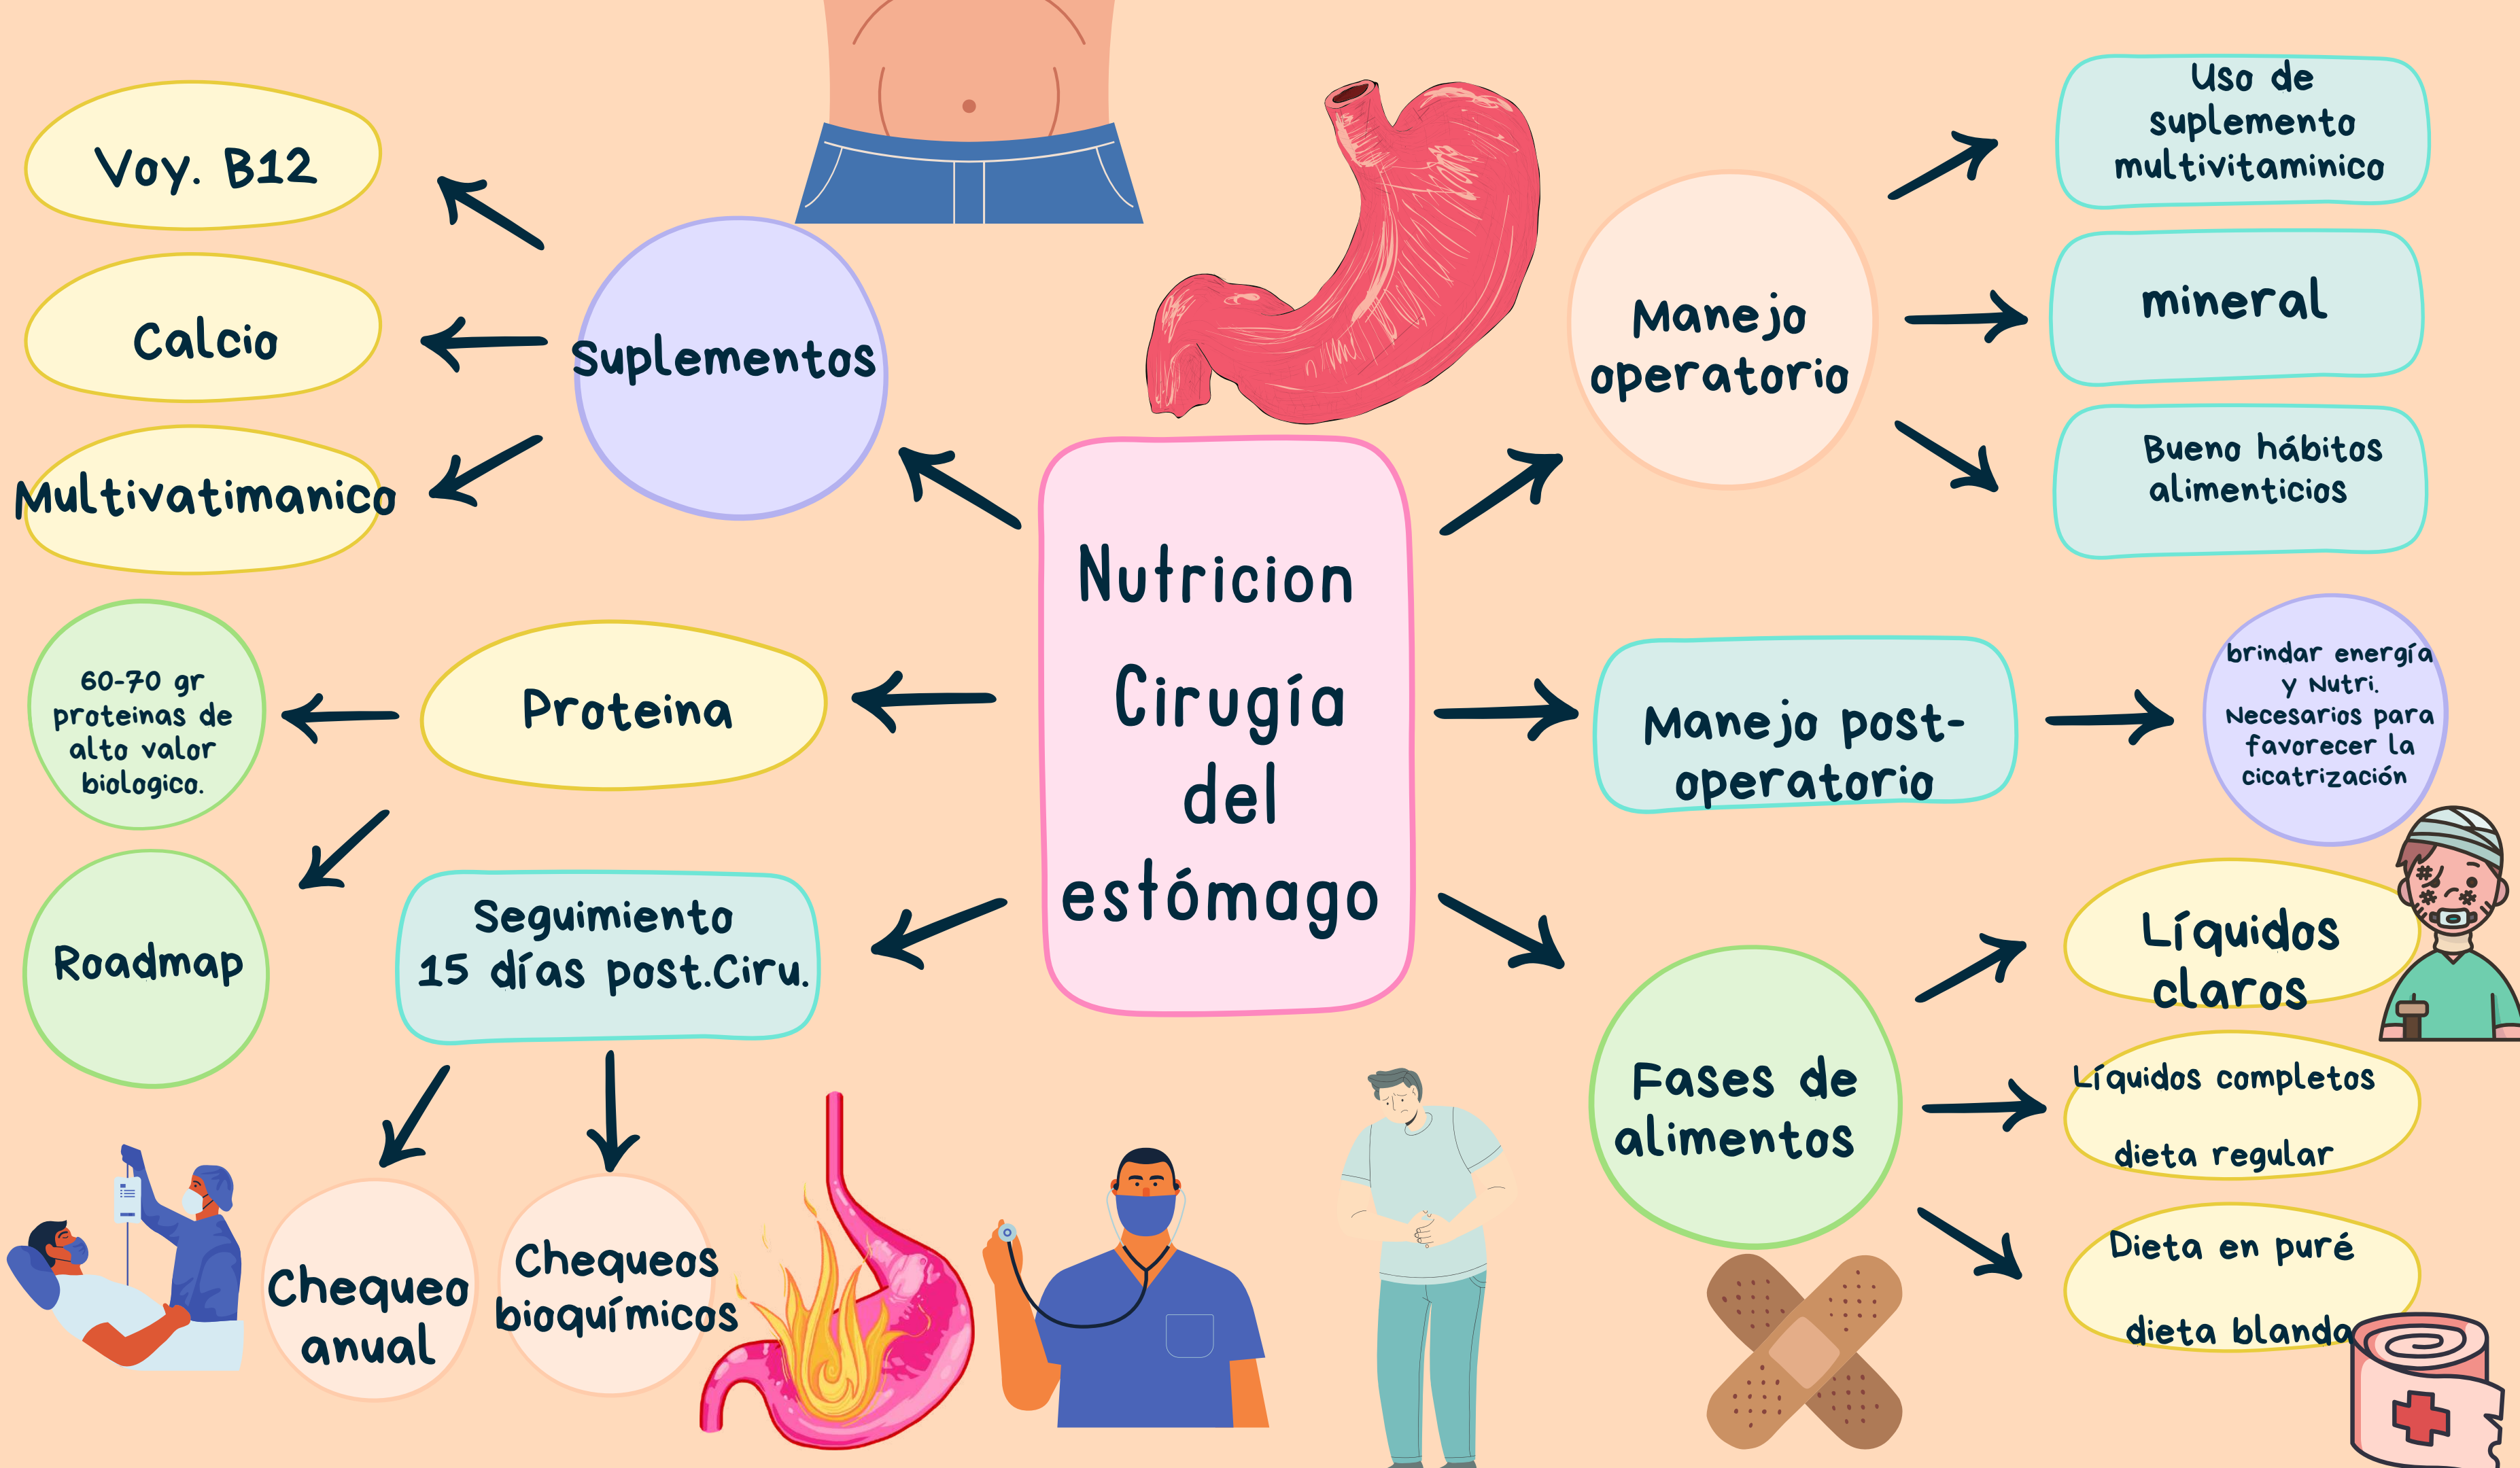 Nutricion
Cirugía
del
estómago
Suplementos
Voy. B12
Calcio
Multivatimanico
Proteina
60-70 gr
proteinas de
alto valor
biologico.
Roadmap
Seguimiento
15 días post.Ciru.
Chequeo
anual
Chequeos
bioquímicos
Manejo
operatorio
Uso de
suplemento
multivitaminico
mineral
Bueno hábitos
alimenticios
Manejo post-
operatorio
brindar energía
y Nutri.
Necesarios para
favorecer la
cicatrización
Fases de
alimentos
Líquidos
claros
Líquidos completos
dieta regular
Dieta en puré
dieta blanda